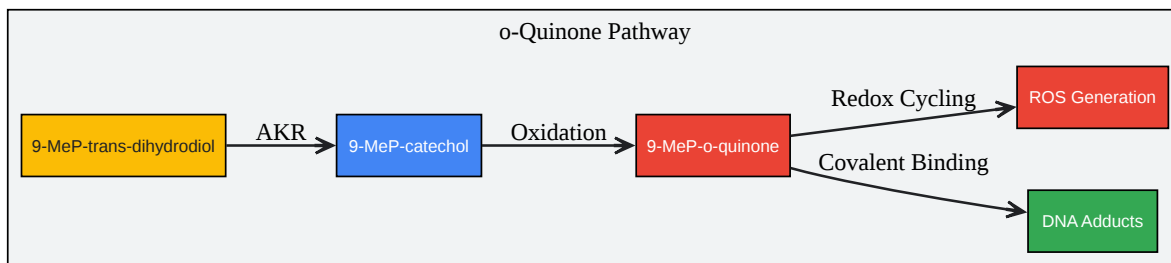 o-Quinone Pathway
9-MeP-trans-dihydrodiol
AKR
9-MeP-catechol
Oxidation
9-MeP-o-quinone
Redox Cycling
ROS Generation
Covalent Binding
DNA Adducts